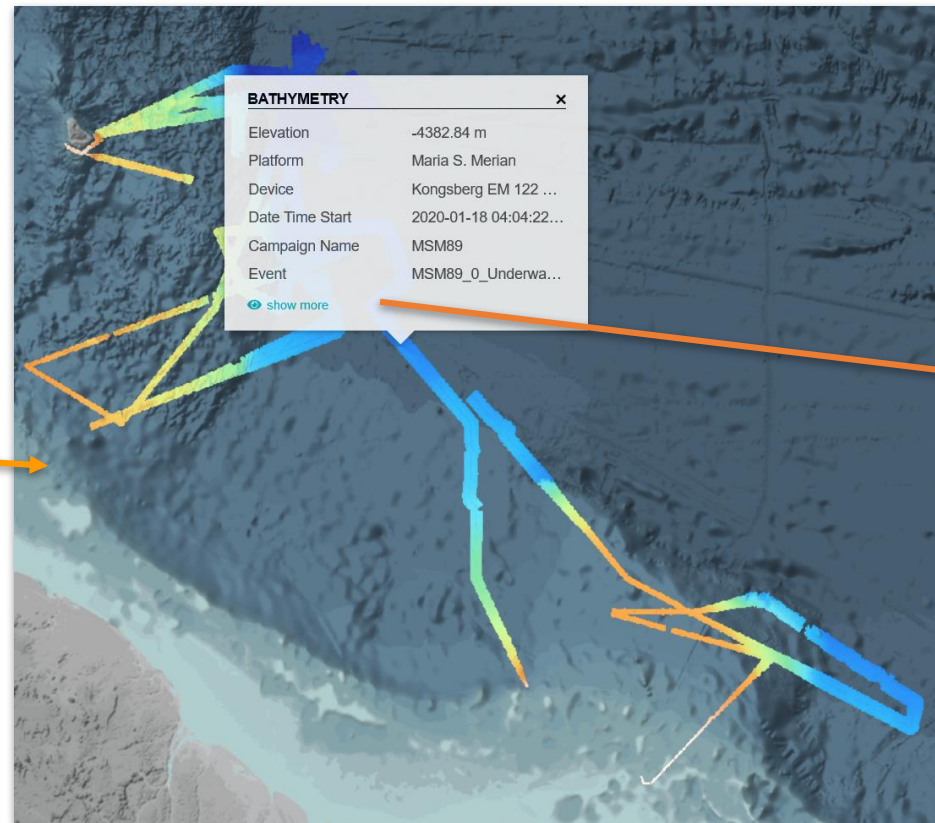 BATHYMETRY ×
Elevation -4382.84 m
Platform Maria S. Merian
Device Kongsberg EM 122 ...
Date Time Start 2020-01-18 04:04:22...
Campaign Name MSM89
Event MSM89_0_Underwa...
show more